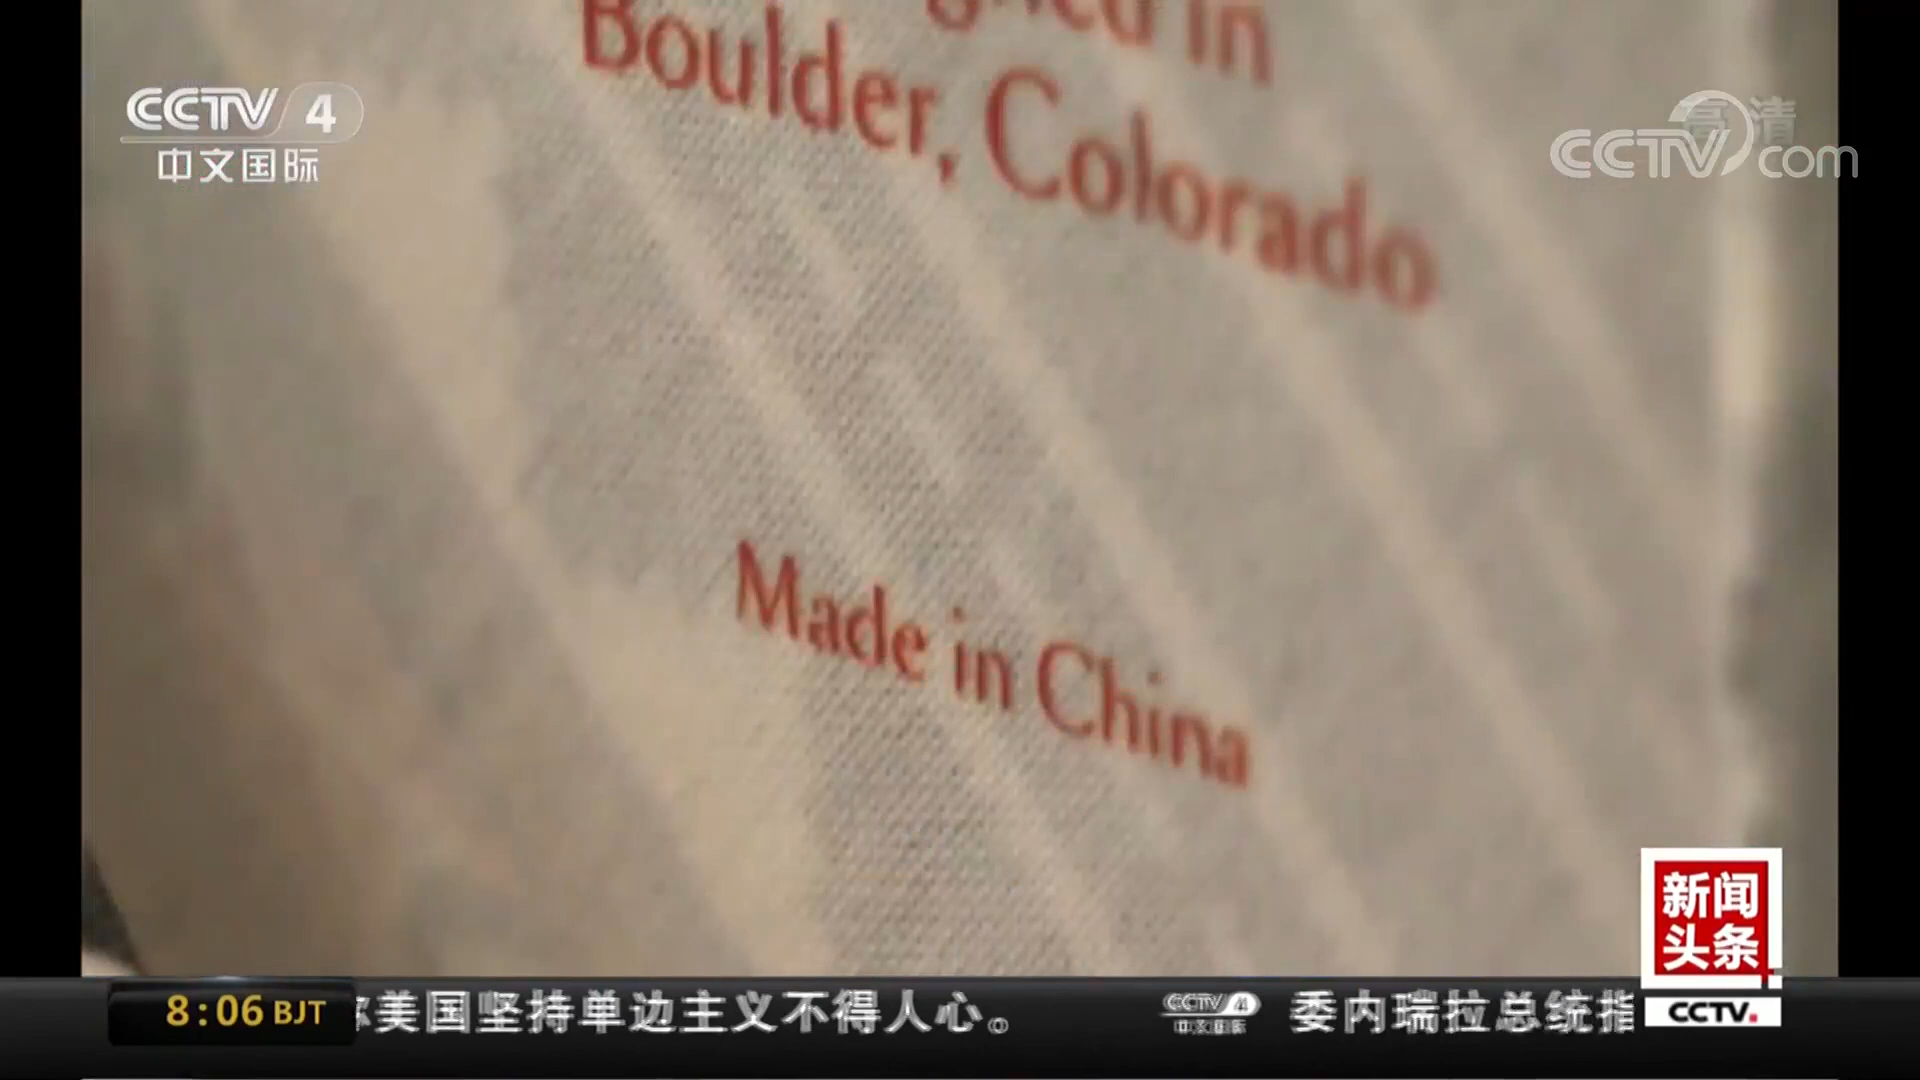 in
Boulder, Colorado
Made in China
CCTV 4
中文国际
高清
CCTV com
新闻
头条
CCTV.
8:06 BJT
美国坚持单边主义不得人心。
CCTV 4
中文国际
委内瑞拉总统指